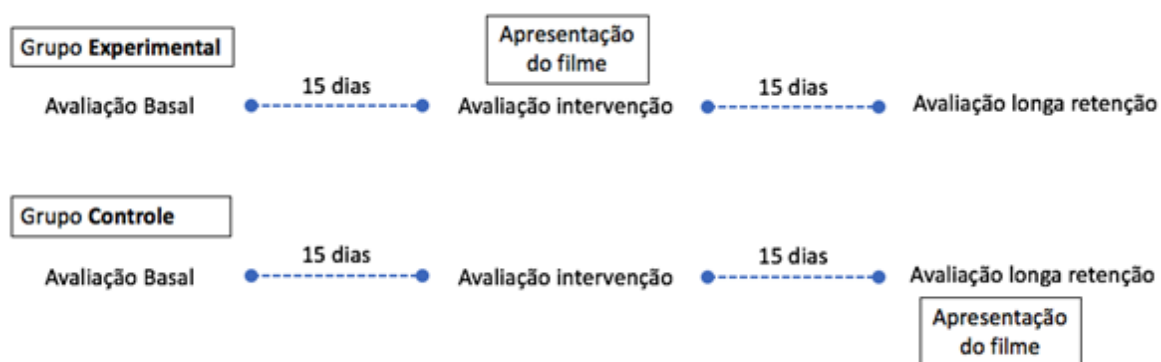 Grupo Experimental
Apresentação
do filme
Avaliação Basal
15 dias
Avaliação intervenção
15 dias
Avaliação longa retenção
Grupo Controle
Avaliação Basal
15 dias
Avaliação intervenção
15 dias
Avaliação longa retenção
Apresentação
do filme